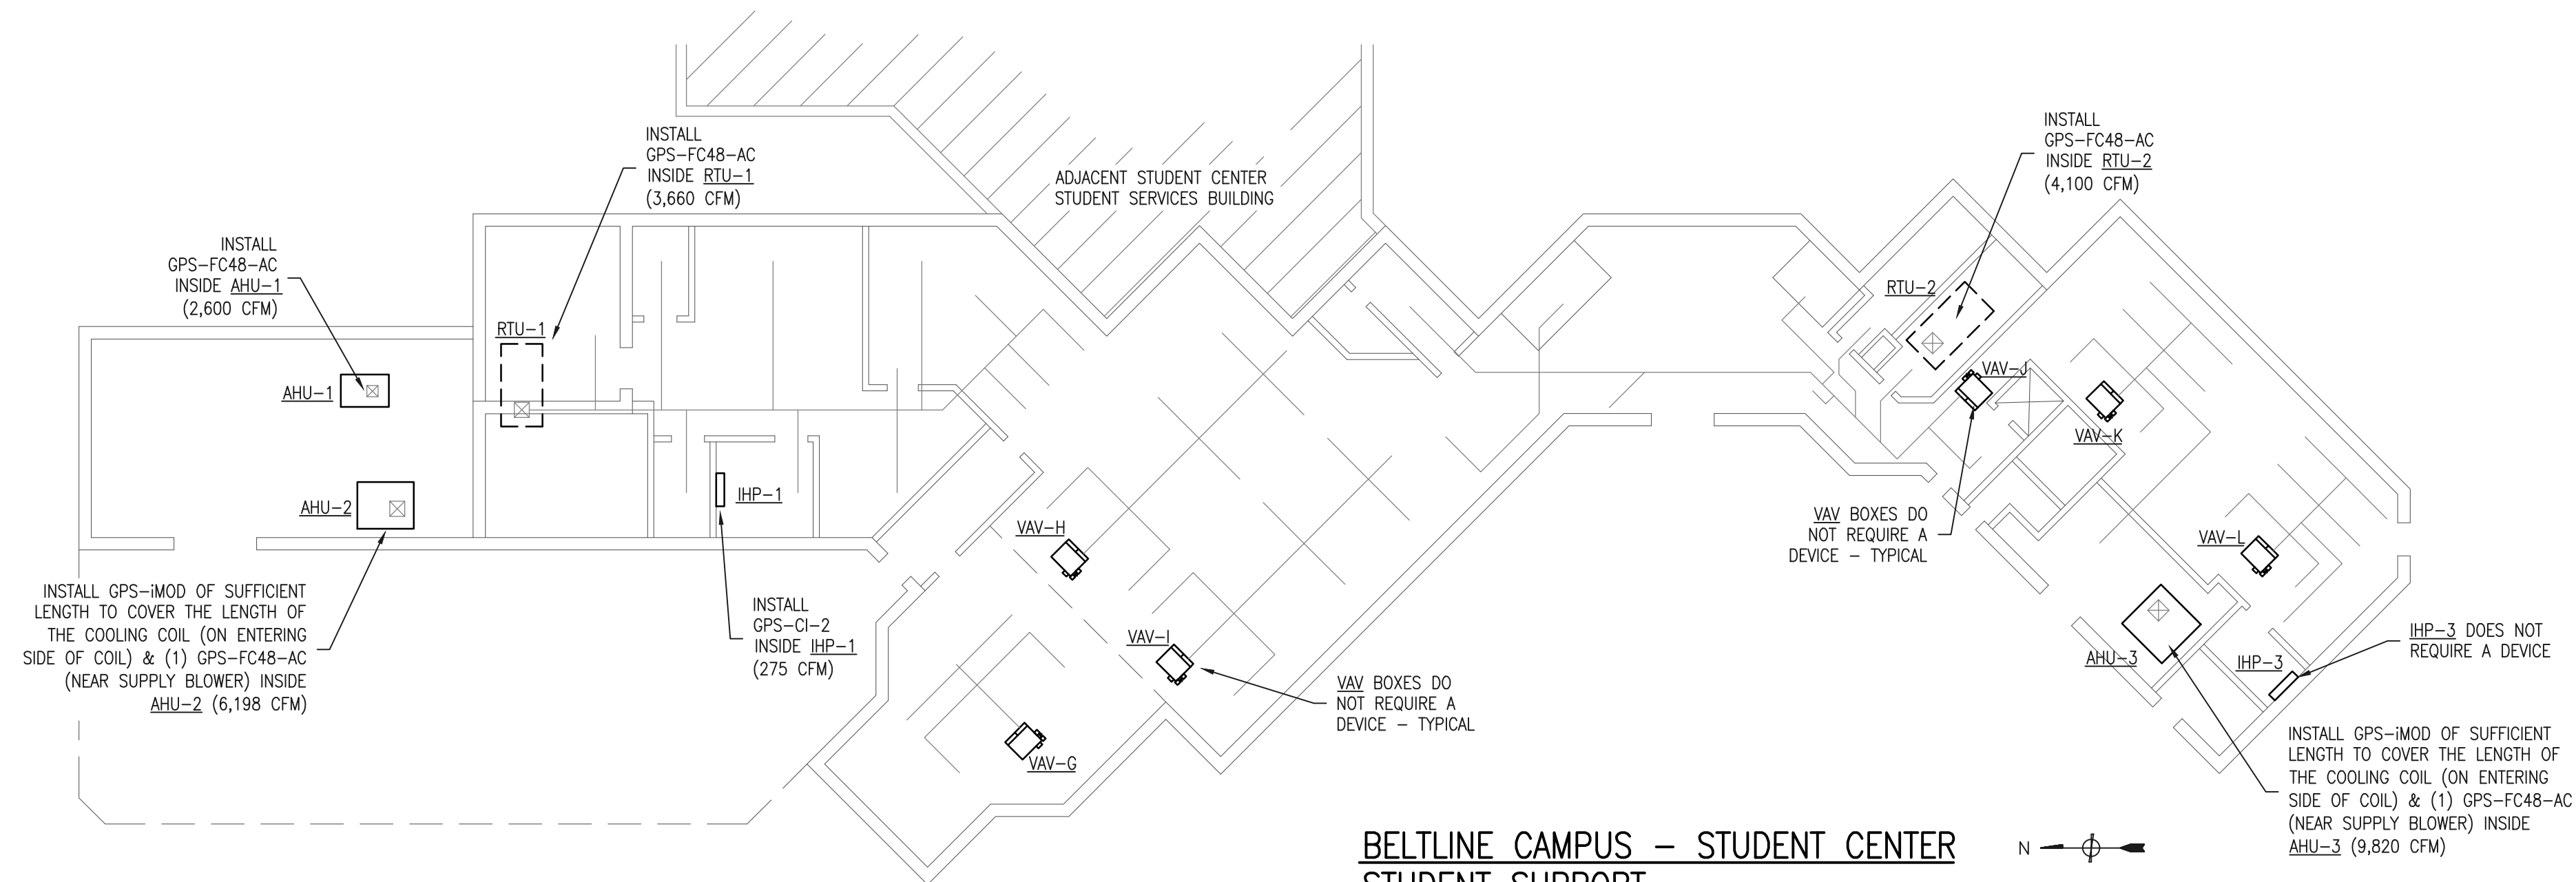 INSTALL
GPS-FC48-AC
INSIDE RTU-1
(3,660 CFM)
ADJACENT STUDENT CENTER
STUDENT SERVICES BUILDING
INSTALL
GPS-FC48-AC
INSIDE RTU-2
(4,100 CFM)
INSTALL
GPS-FC48-AC
INSIDE AHU-1
(2,600 CFM)
RTU-1
RTU-2
AHU-1
VAV-J
VAV-K
AHU-2
IHP-1
VAV-H
VAV BOXES DO
NOT REQUIRE A
DEVICE - TYPICAL
VAV-L
INSTALL GPS-iMOD OF SUFFICIENT
LENGTH TO COVER THE LENGTH OF
THE COOLING COIL (ON ENTERING
SIDE OF COIL) & (1) GPS-FC48-AC
(NEAR SUPPLY BLOWER) INSIDE
AHU-2 (6,198 CFM)
INSTALL
GPS-CI-2
INSIDE IHP-1
(275 CFM)
VAV-I
VAV BOXES DO
NOT REQUIRE A
DEVICE - TYPICAL
VAV-G
AHU-3
IHP-3
IHP-3 DOES NOT
REQUIRE A DEVICE
INSTALL GPS-iMOD OF SUFFICIENT
LENGTH TO COVER THE LENGTH OF
THE COOLING COIL (ON ENTERING
SIDE OF COIL) & (1) GPS-FC48-AC
(NEAR SUPPLY BLOWER) INSIDE
AHU-3 (9,820 CFM)
BELTLINE CAMPUS - STUDENT CENTER
N
STUDENT SUPPORT